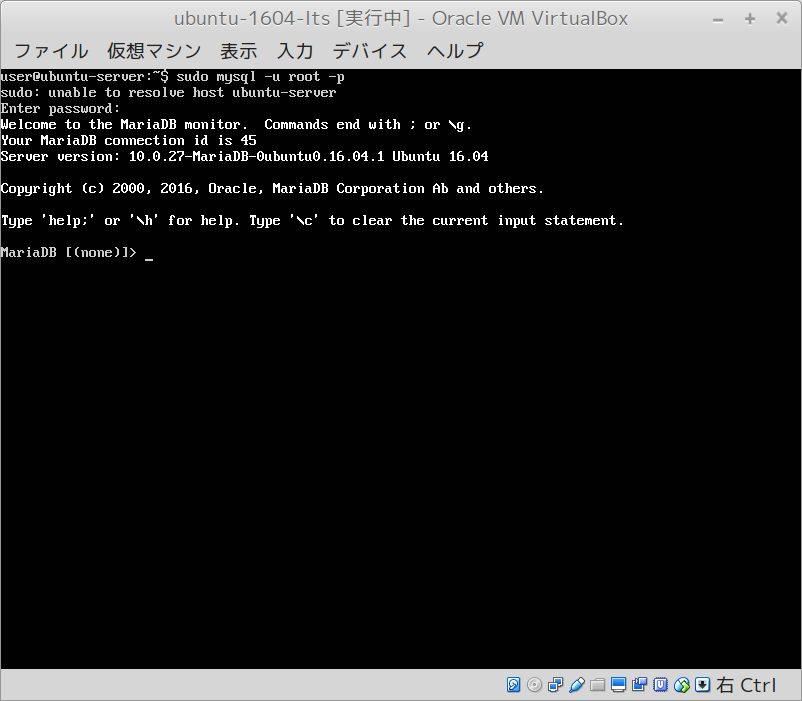 ubuntu-1604-lts [実行中] - Oracle VM VirtualBox
ファイル 仮想マシン 表示 入力 デバイス ヘルプ
user@ubuntu-server:~$ sudo mysql -u root -p
sudo: unable to resolve host ubuntu-server
Enter password:
Welcome to the MariaDB monitor.  Commands end with ; or \g.
Your MariaDB connection id is 45
Server version: 10.0.27-MariaDB-0ubuntu0.16.04.1 Ubuntu 16.04
Copyright (c) 2000, 2016, Oracle, MariaDB Corporation Ab and others.
Type 'help;' or '\h' for help. Type '\c' to clear the current input statement.
MariaDB [(none)]> _
右 Ctrl